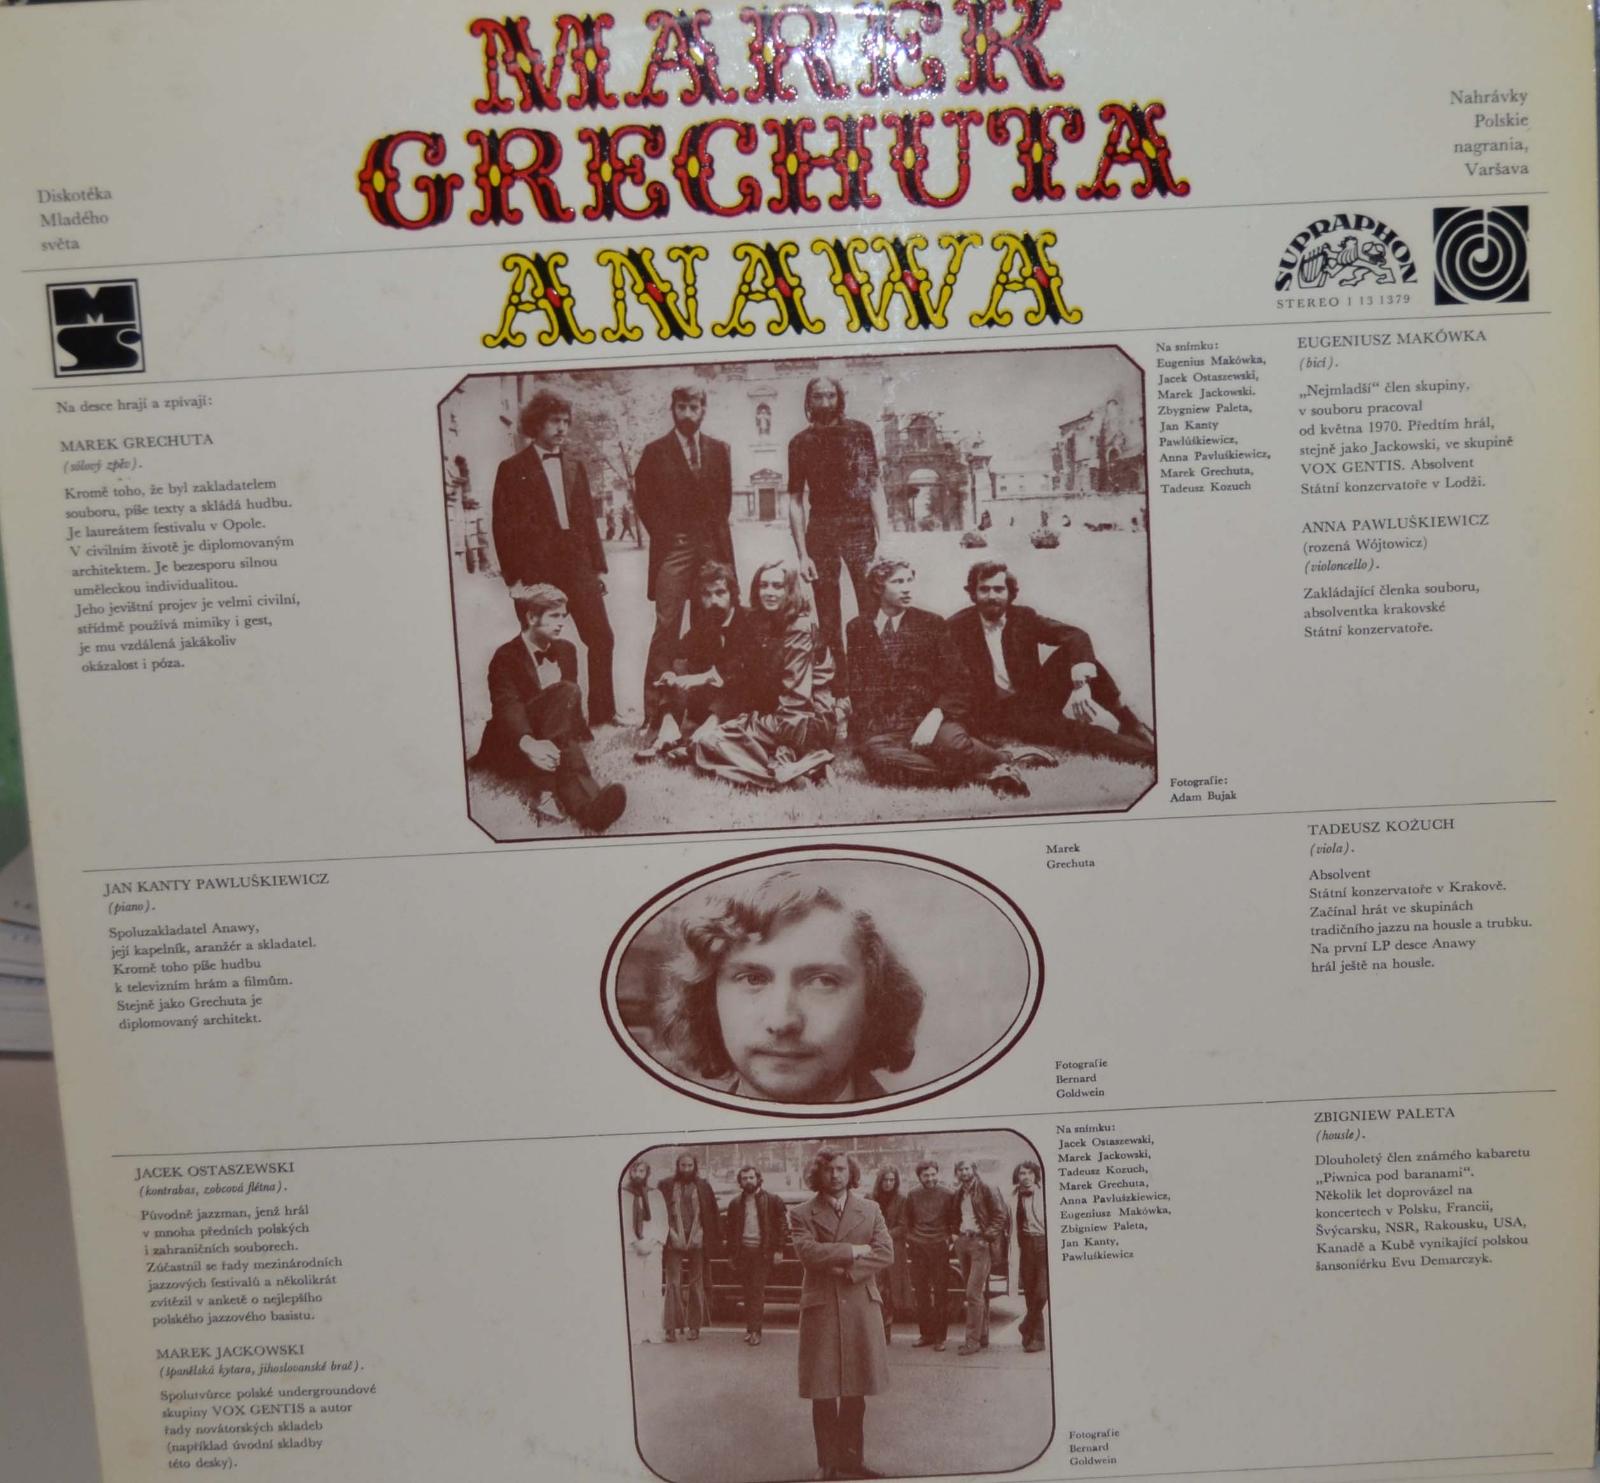 MAREK
GRECHUTA
ANAWA
Diskotéka
Mladého
světa
Nahrávky
Polskie
nagrania,
Varšava
MS
SUPRAPHON
STEREO 1 13 1379
Na desce hrají a zpívají:
MAREK GRECHUTA
(sólový zpěv).
Kromě toho, že byl zakladatelem
souboru, píše texty a skládá hudbu.
Je laureátem festivalu v Opole.
V civilním životě je diplomovaným
architektem. Je bezesporu silnou
uměleckou individualitou.
Jeho jevištní projev je velmi civilní,
střídmě používá mimiky i gest,
je mu vzdálená jakákoliv
okázalost i póza.
Na snímku:
Eugenius Makówka,
Jacek Ostaszewski,
Marek Jackowski.
Zbygniew Paleta,
Jan Kanty
Pawlúśkiewicz,
Anna Pavluśkiewicz,
Marek Grechuta,
Tadeusz Kozuch
Fotografie:
Adam Bujak
EUGENIUSZ MAKÓWKA
(bicí).
„Nejmladší“ člen skupiny.
v souboru pracoval
od května 1970. Předtím hrál,
stejně jako Jackowski, ve skupině
VOX GENTIS. Absolvent
Státní konzervatoře v Lodži.
ANNA PAWLUŚKIEWICZ
(rozená Wójtowicz)
(violoncello).
Zakládající členka souboru,
absolventka krakovské
Státní konzervatoře.
JAN KANTY PAWLUŚKIEWICZ
(piano).
Spoluzakladatel Anawy,
její kapelník, aranžér a skladatel.
Kromě toho píše hudbu
k televizním hrám a filmům.
Stejně jako Grechuta je
diplomovaný architekt.
Marek
Grechuta
Fotografie
Bernard
Goldwein
TADEUSZ KOŻUCH
(viola).
Absolvent
Státní konzervatoře v Krakově.
Začínal hrát ve skupinách
tradičního jazzu na housle a trubku.
Na první LP desce Anawy
hrál ještě na housle.
JACEK OSTASZEWSKI
(kontrabas, zobcová flétna).
Původně jazzman, jenž hrál
v mnoha předních polských
i zahraničních souborech.
Zúčastnil se řady mezinárodních
jazzových festivalů a několikrát
zvítězil v anketě o nejlepšího
polského jazzového basistu.
MAREK JACKOWSKI
(španělská kytara, jihoslovanské brač).
Spolutvůrce polské undergroundové
skupiny VOX GENTIS a autor
řady novátorských skladeb
(například úvodní skladby
této desky).
Na snímku:
Jacek Ostaszewski,
Marek Jackowski,
Tadeusz Kozuch,
Marek Grechuta,
Anna Pavluśzkiewicz,
Eugeniusz Makówka,
Zbigniew Paleta,
Jan Kanty,
Pawluśkiewicz
Fotografie
Bernard
Goldwein
ZBIGNIEW PALETA
(housle).
Dlouholetý člen známého kabaretu
„Piwnica pod baranami“.
Několik let doprovázel na
koncertech v Polsku, Francii,
Švýcarsku, NSR, Rakousku, USA,
Kanadě a Kubě vynikající polskou
šansoniérku Evu Demarczyk.